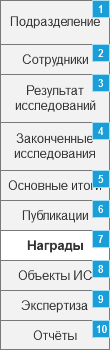 1
Подразделение
2
Сотрудники
3
Результат
исследований
4
Законченные
исследования
5
Основные итоги
6
Публикации
7
Награды
8
Объекты ИС
9
Экспертиза
10
Отчёты